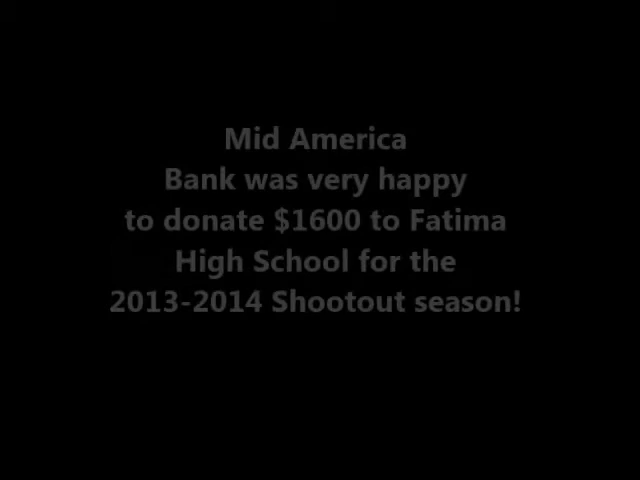 Mid America
Bank was very happy
to donate $1600 to Fatima
High School for the
2013-2014 Shootout season!